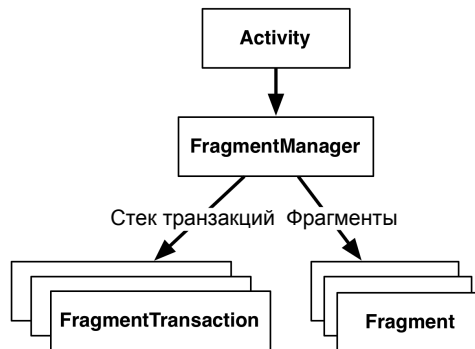 Activity
FragmentManager
Стек транзакций Фрагменты
FragmentTransaction
Fragment